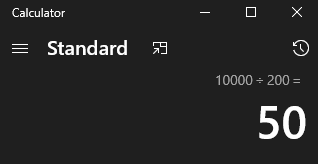 Calculator
Standard
10000 ÷ 200 =
50